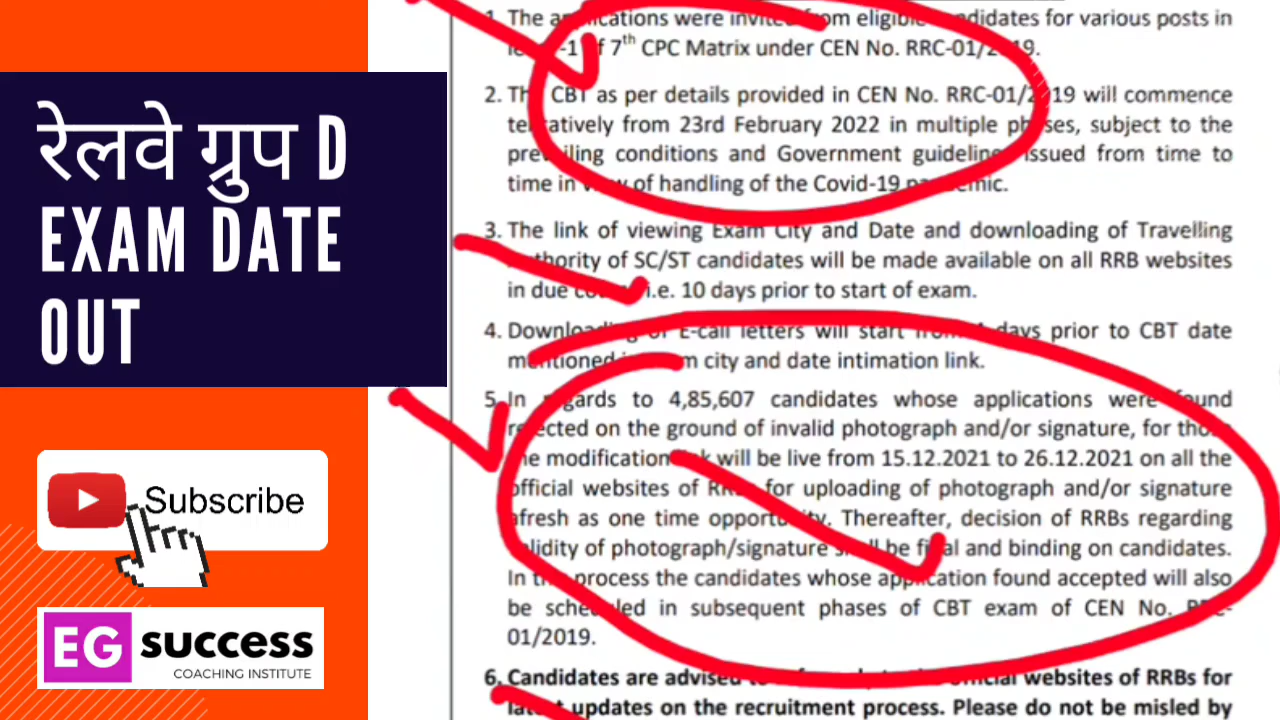 रेलवे ग्रुप D
EXAM DATE
OUT
Subscribe
EG success
COACHING INSTITUTE
1. The applications were invited from eligible candidates for various posts in
level-1 of 7th CPC Matrix under CEN No. RRC-01/2019.
2. The CBT as per details provided in CEN No. RRC-01/2019 will commence
tentatively from 23rd February 2022 in multiple phases, subject to the
prevailing conditions and Government guidelines issued from time to
time in view of handling of the Covid-19 pandemic.
3. The link of viewing Exam City and Date and downloading of Travelling
Authority of SC/ST candidates will be made available on all RRB websites
in due course i.e. 10 days prior to start of exam.
4. Downloading of E-call letters will start from 4 days prior to CBT date
mentioned in exam city and date intimation link.
5. In regards to 4,85,607 candidates whose applications were found
rejected on the ground of invalid photograph and/or signature, for those
the modification link will be live from 15.12.2021 to 26.12.2021 on all the
official websites of RRBs for uploading of photograph and/or signature
afresh as one time opportunity. Thereafter, decision of RRBs regarding
validity of photograph/signature shall be final and binding on candidates.
In the process the candidates whose application found accepted will also
be scheduled in subsequent phases of CBT exam of CEN No. RRC-
01/2019.
6. Candidates are advised to official websites of RRBs for
latest updates on the recruitment process. Please do not be misled by